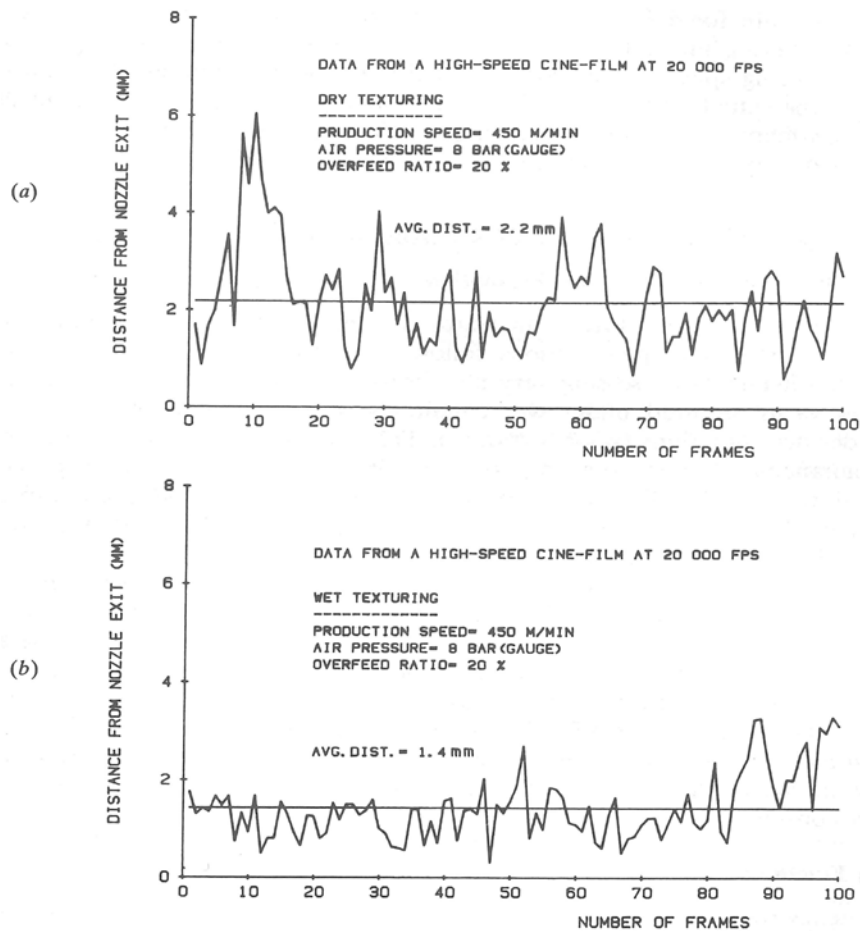 (a)
DISTANCE FROM NOZZLE EXIT (MM)
8
6
4
2
0
DATA FROM A HIGH-SPEED CINE-FILM AT 20 000 FPS
DRY TEXTURING
-------------
PRUDUCTION SPEED= 450 M/MIN
AIR PRESSURE= 8 BAR(GAUGE)
OVERFEED RATIO= 20 %
AVG. DIST. = 2.2mm
0 10 20 30 40 50 60 70 80 90 100
NUMBER OF FRAMES
(b)
DISTANCE FROM NOZZLE EXIT (MM)
8
6
4
2
0
DATA FROM A HIGH-SPEED CINE-FILM AT 20 000 FPS
WET TEXTURING
-------------
PRODUCTION SPEED= 450 M/MIN
AIR PRESSURE= 8 BAR(GAUGE)
OVERFEED RATIO= 20 %
AVG. DIST. = 1.4mm
0 10 20 30 40 50 60 70 80 90 100
NUMBER OF FRAMES